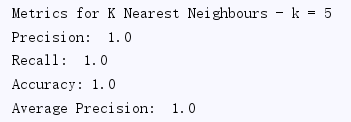 Metrics for K Nearest Neighbours - k = 5
Precision:  1.0
Recall:  1.0
Accuracy: 1.0
Average Precision:  1.0